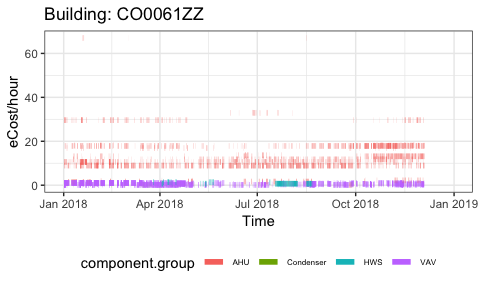 Building: CO0061ZZ
eCost/hour
60
40
20
0
Jan 2018 Apr 2018 Jul 2018 Oct 2018 Jan 2019
Time
component.group AHU Condenser HWS VAV